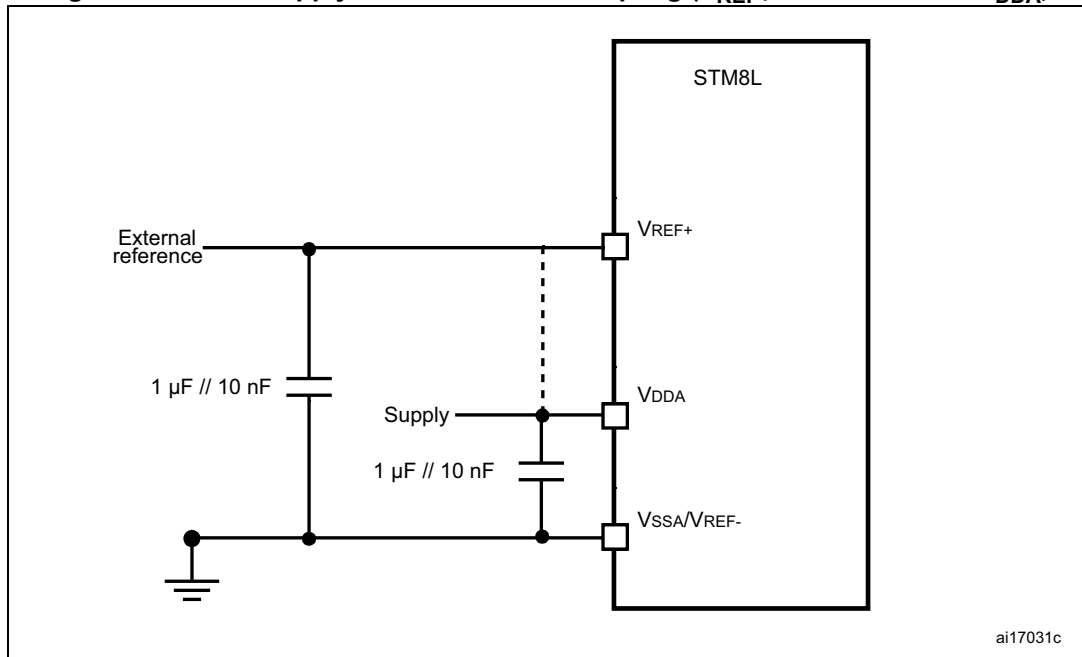 STM8L
VREF+
External
reference
1 µF // 10 nF
VDDA
Supply
1 µF // 10 nF
VSSA/VREF-
ai17031c